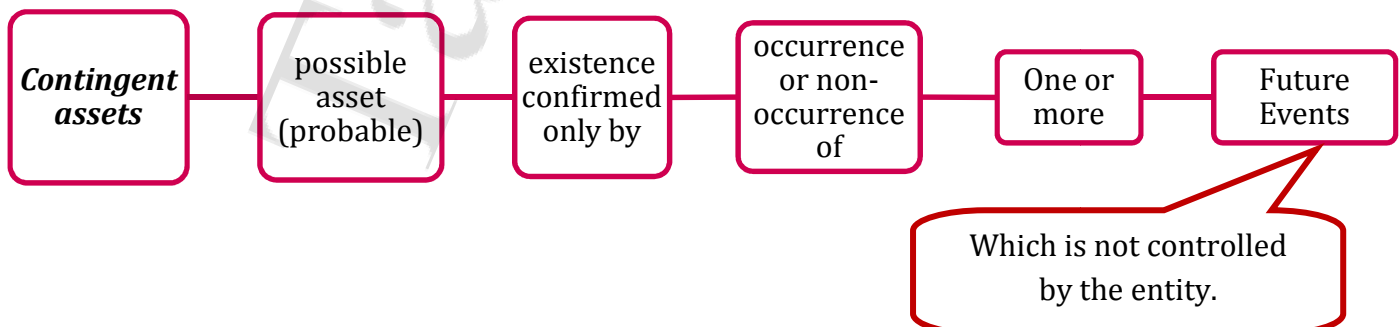 Contingent
assets
possible
asset
(probable)
existence
confirmed
only by
occurrence
or non-
occurrence
of
One or
more
Future
Events
Which is not controlled
by the entity.